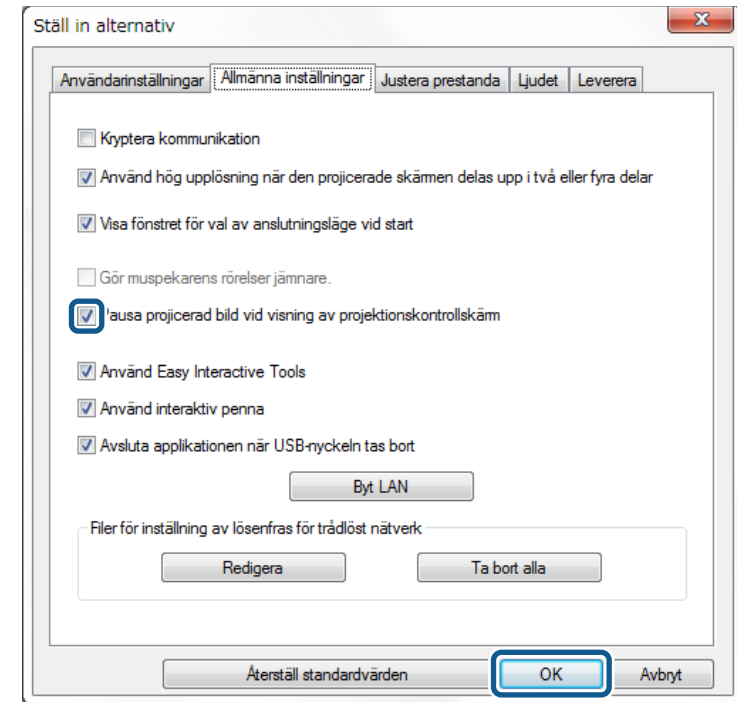 Ställ in alternativ
Användarinställningar Allmänna inställningar Justera prestanda Ljudet Leverera
Kryptera kommunikation
Använd hög upplösning när den projicerade skärmen delas upp i två eller fyra delar
Visa fönstret för val av anslutningsläge vid start
Gör muspekarens rörelser jämnare.
Pausa projicerad bild vid visning av projektionskontrollskärm
Använd Easy Interactive Tools
Använd interaktiv penna
Avsluta applikationen när USB-nyckeln tas bort
Byt LAN
Filer för inställning av lösenfras för trådlöst nätverk
Redigera Ta bort alla
Återställ standardvärden OK Avbryt